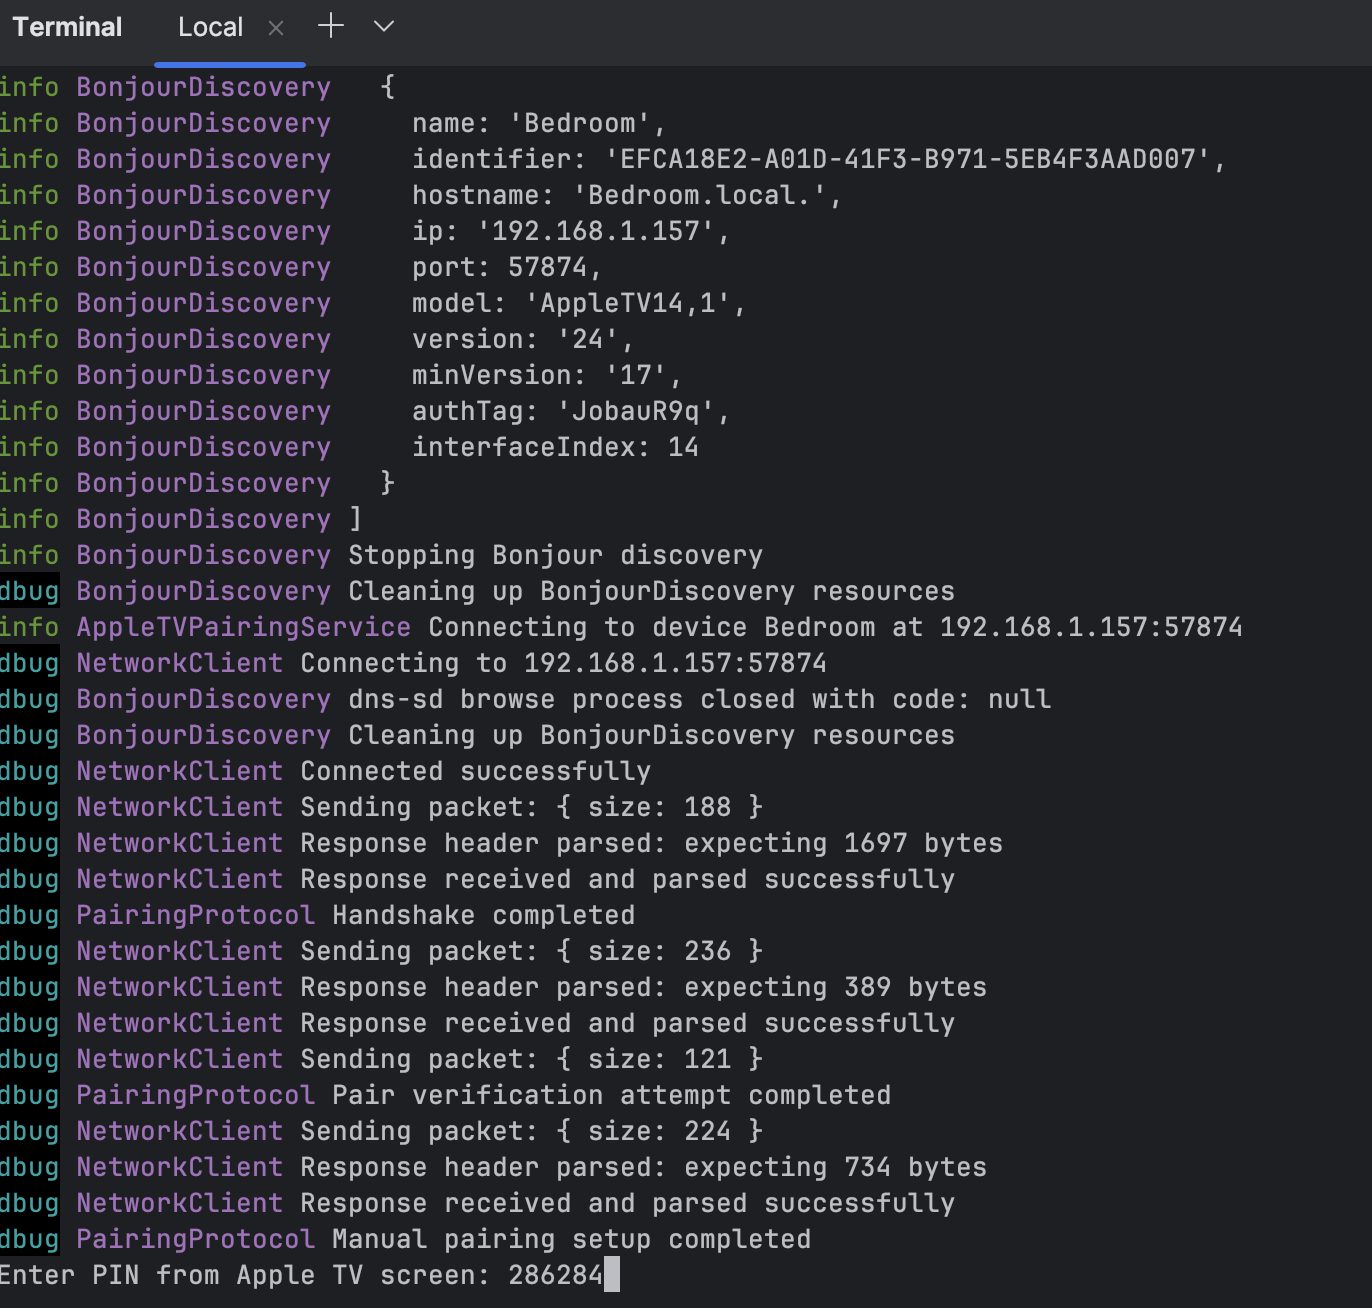 Terminal Local
info BonjourDiscovery   {
info BonjourDiscovery     name: 'Bedroom',
info BonjourDiscovery     identifier: 'EFCA18E2-A01D-41F3-B971-5EB4F3AAD007',
info BonjourDiscovery     hostname: 'Bedroom.local.',
info BonjourDiscovery     ip: '192.168.1.157',
info BonjourDiscovery     port: 57874,
info BonjourDiscovery     model: 'AppleTV14,1',
info BonjourDiscovery     version: '24',
info BonjourDiscovery     minVersion: '17',
info BonjourDiscovery     authTag: 'JobauR9q',
info BonjourDiscovery     interfaceIndex: 14
info BonjourDiscovery   }
info BonjourDiscovery ]
info BonjourDiscovery Stopping Bonjour discovery
dbug BonjourDiscovery Cleaning up BonjourDiscovery resources
info AppleTVPairingService Connecting to device Bedroom at 192.168.1.157:57874
dbug NetworkClient Connecting to 192.168.1.157:57874
dbug BonjourDiscovery dns-sd browse process closed with code: null
dbug BonjourDiscovery Cleaning up BonjourDiscovery resources
dbug NetworkClient Connected successfully
dbug NetworkClient Sending packet: { size: 188 }
dbug NetworkClient Response header parsed: expecting 1697 bytes
dbug NetworkClient Response received and parsed successfully
dbug PairingProtocol Handshake completed
dbug NetworkClient Sending packet: { size: 236 }
dbug NetworkClient Response header parsed: expecting 389 bytes
dbug NetworkClient Response received and parsed successfully
dbug NetworkClient Sending packet: { size: 121 }
dbug PairingProtocol Pair verification attempt completed
dbug NetworkClient Sending packet: { size: 224 }
dbug NetworkClient Response header parsed: expecting 734 bytes
dbug NetworkClient Response received and parsed successfully
dbug PairingProtocol Manual pairing setup completed
Enter PIN from Apple TV screen: 286284